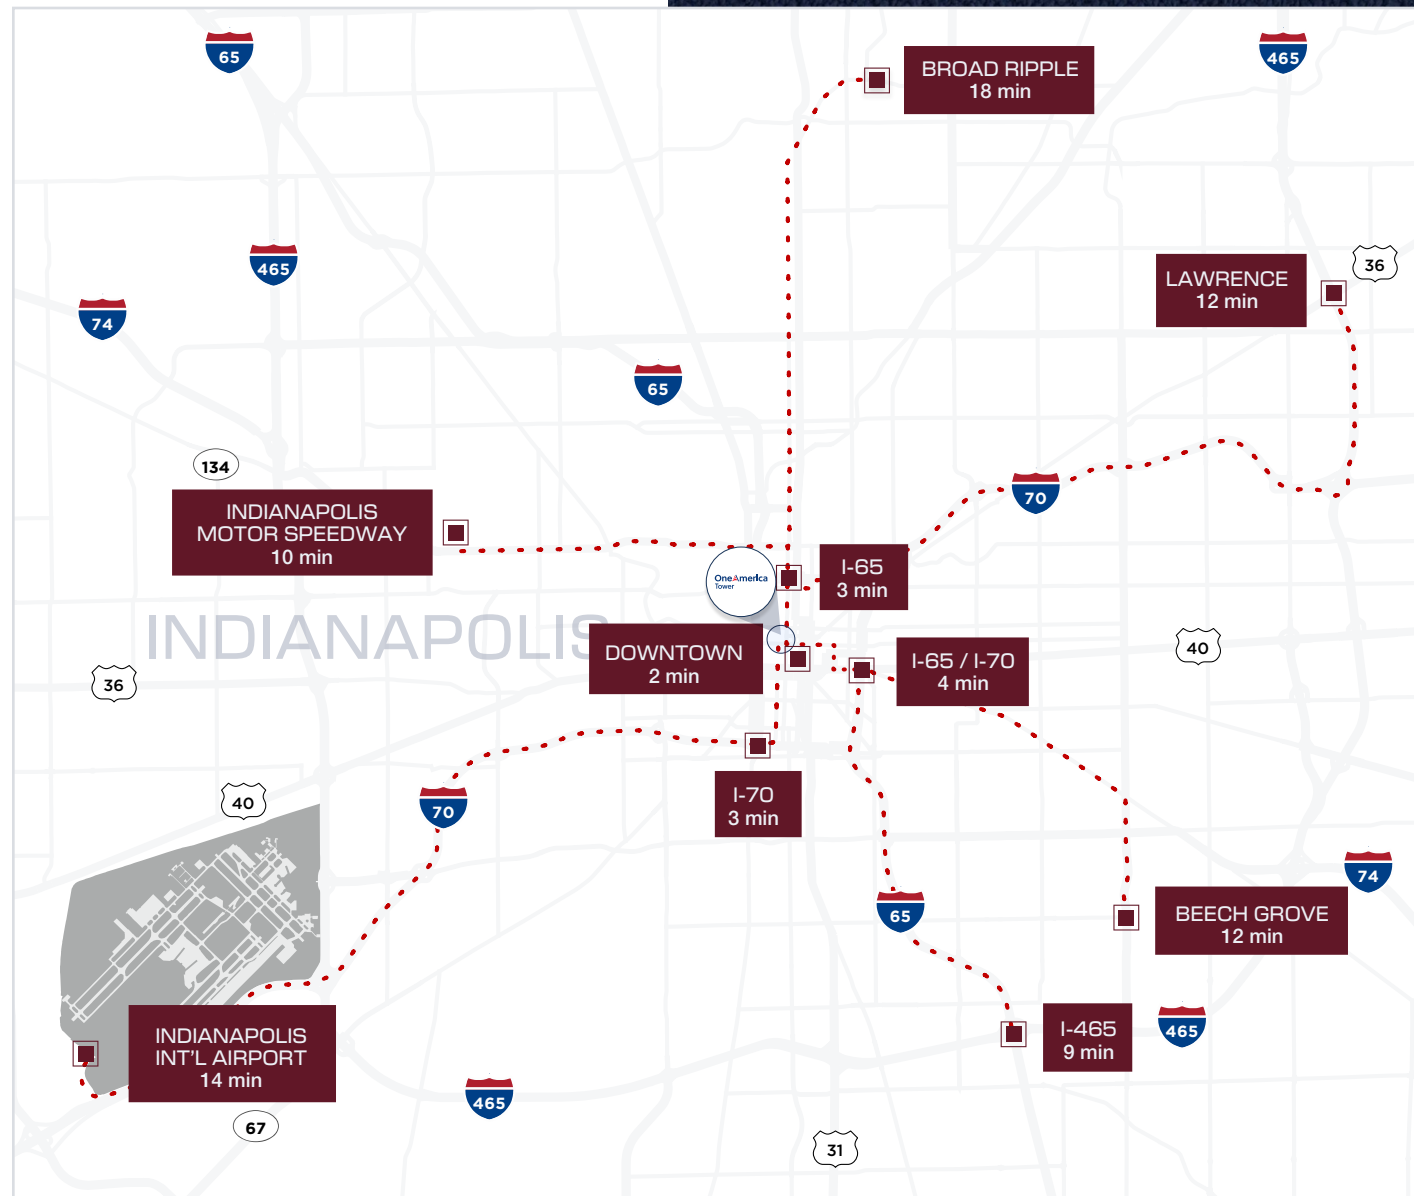 65
BROAD RIPPLE
18 min
465
465
LAWRENCE
12 min
36
74
65
134
70
INDIANAPOLIS
MOTOR SPEEDWAY
10 min
OneAmerica
Tower
I-65
3 min
INDIANAPOLIS
DOWNTOWN
2 min
I-65 / I-70
4 min
40
36
I-70
3 min
40
70
74
65
BEECH GROVE
12 min
INDIANAPOLIS
INT'L AIRPORT
14 min
I-465
9 min
465
465
67
31